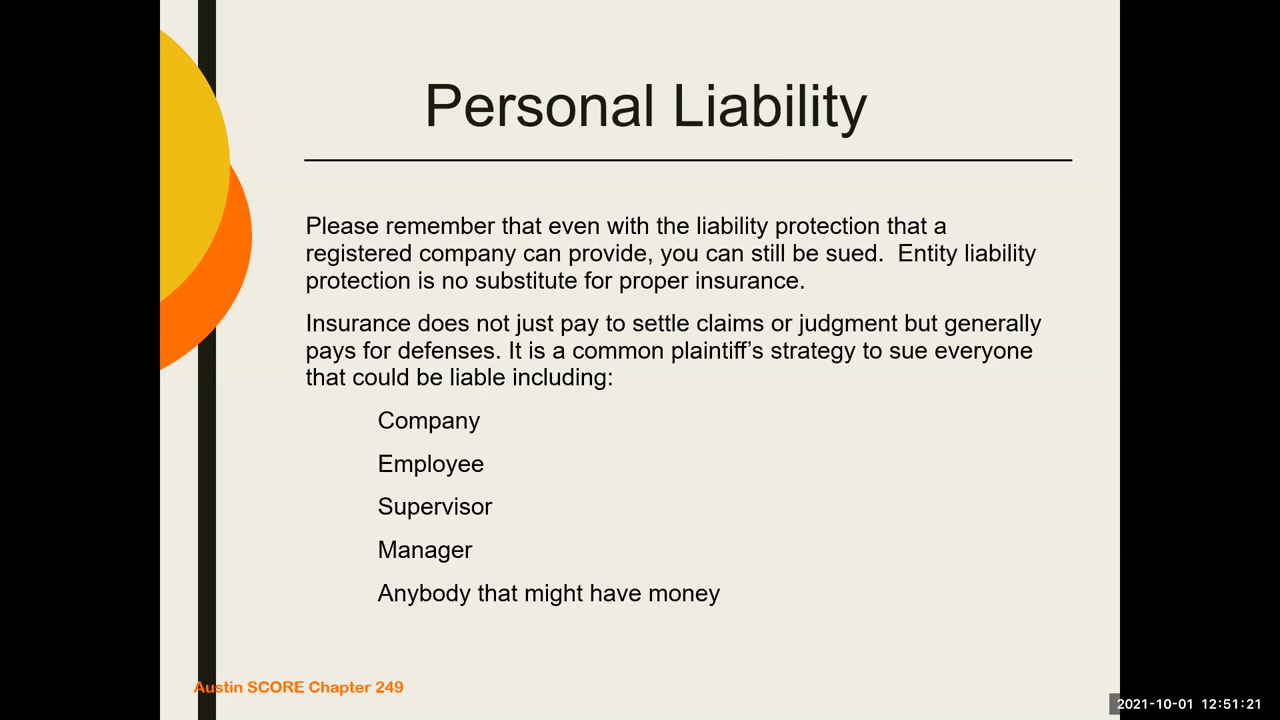 Personal Liability
Please remember that even with the liability protection that a
registered company can provide, you can still be sued.  Entity liability
protection is no substitute for proper insurance.
Insurance does not just pay to settle claims or judgment but generally
pays for defenses. It is a common plaintiff’s strategy to sue everyone
that could be liable including:
Company
Employee
Supervisor
Manager
Anybody that might have money
Austin SCORE Chapter 249
2021-10-01 12:51:21